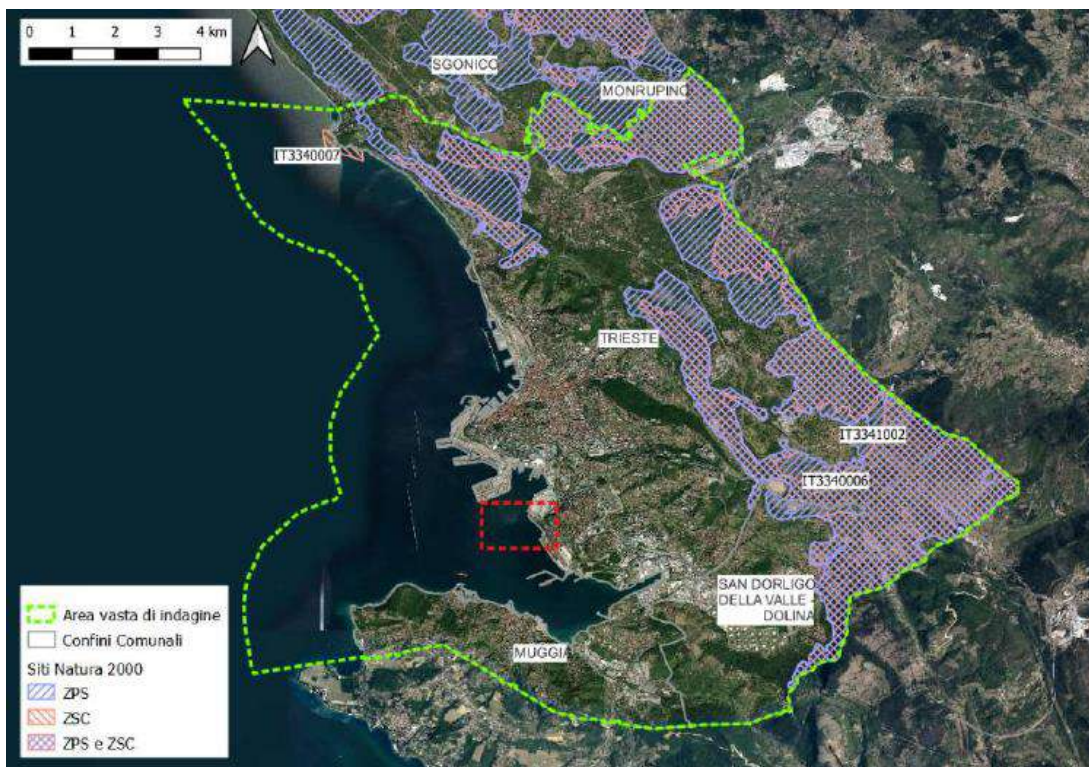 0 1 2 3 4 km
SGONICO
MONRUPINO
IT3340007
TRIESTE
IT3341002
IT3340006
SAN DORLIGO
DELLA VALLE -
DOLINA
MUGGIA
Area vasta di indagine
Confini Comunali
Siti Natura 2000
ZPS
ZSC
ZPS e ZSC